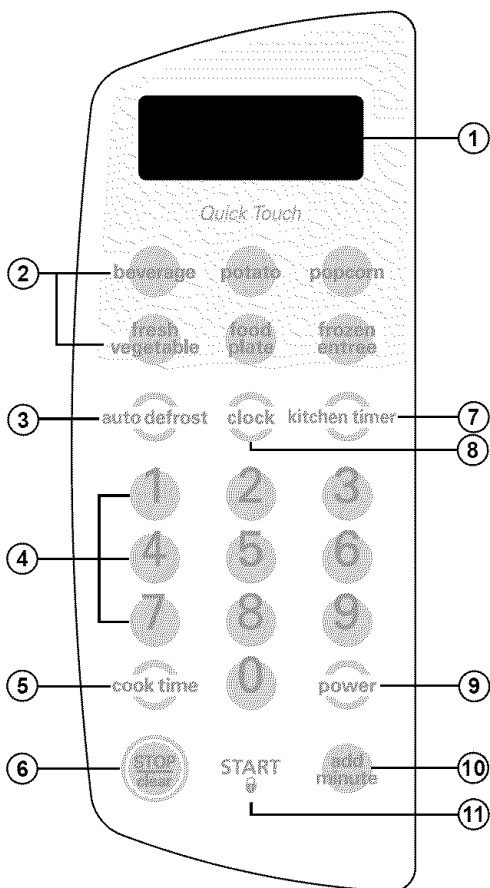 1
Quick Touch
2
beverage potato popcorn
fresh vegetable
food plate
frozen entree
3
auto defrost clock kitchen timer
7
8
1 2 3
4
4 5 6
7 8 9
5
cook time 0 power
9
6
STOP
clear
START
add minute
10
11